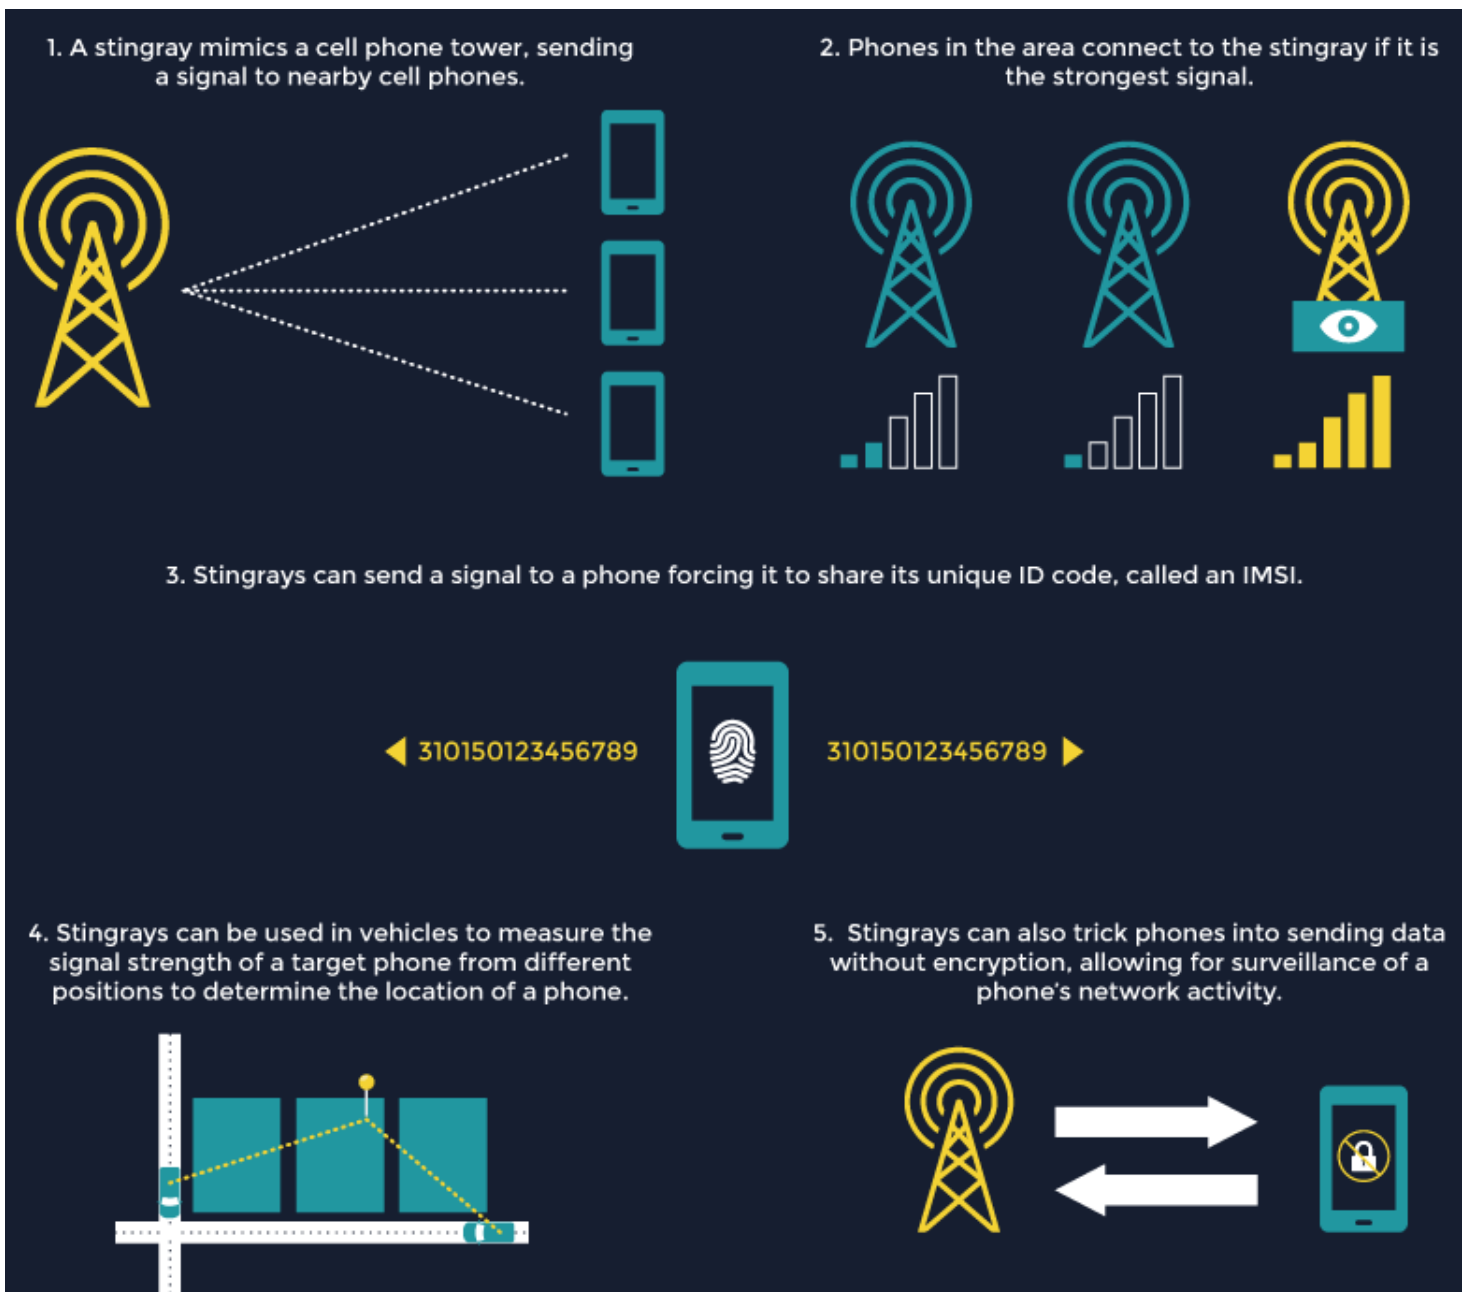 1. A stingray mimics a cell phone tower, sending
a signal to nearby cell phones.
2. Phones in the area connect to the stingray if it is
the strongest signal.
3. Stingrays can send a signal to a phone forcing it to share its unique ID code, called an IMSI.
310150123456789
310150123456789
4. Stingrays can be used in vehicles to measure the
signal strength of a target phone from different
positions to determine the location of a phone.
5.  Stingrays can also trick phones into sending data
without encryption, allowing for surveillance of a
phone's network activity.